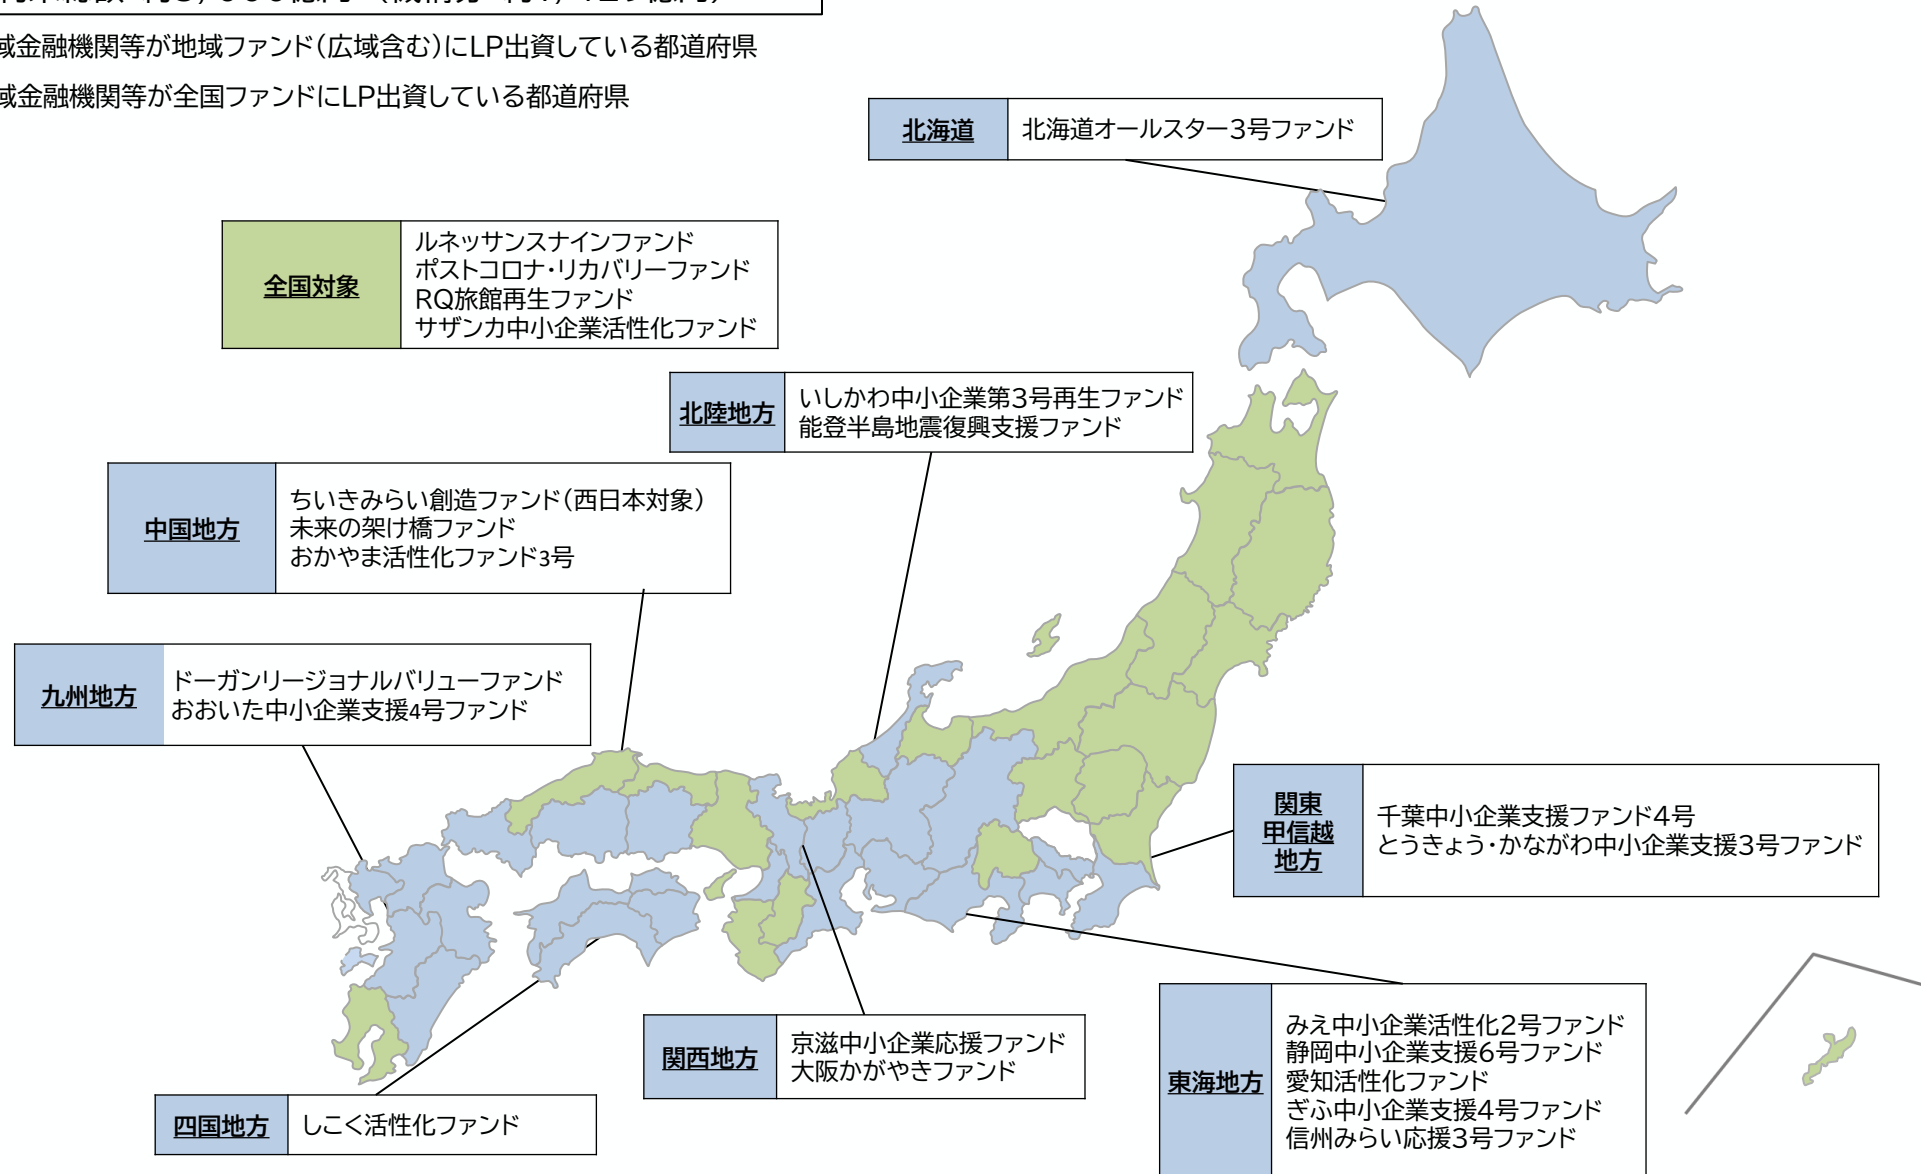 域金融機関等が地域ファンド（広域含む）にLP出資している都道府県
域金融機関等が全国ファンドにLP出資している都道府県
北海道
北海道オールスター3号ファンド
全国対象
ルネッサンスナインファンド
ポストコロナ・リカバリーファンド
RQ旅館再生ファンド
サザンカ中小企業活性化ファンド
北陸地方
いしかわ中小企業第3号再生ファンド
能登半島地震復興支援ファンド
中国地方
ちいきみらい創造ファンド（西日本対象）
未来の架け橋ファンド
おかやま活性化ファンド3号
九州地方
ドーガンリージョナルバリューファンド
おおいた中小企業支援4号ファンド
関東
甲信越
地方
千葉中小企業支援ファンド4号
とうきょう・かながわ中小企業支援3号ファンド
関西地方
京滋中小企業応援ファンド
大阪かがやきファンド
東海地方
みえ中小企業活性化2号ファンド
静岡中小企業支援6号ファンド
愛知活性化ファンド
ぎふ中小企業支援4号ファンド
信州みらい応援3号ファンド
四国地方
しこく活性化ファンド